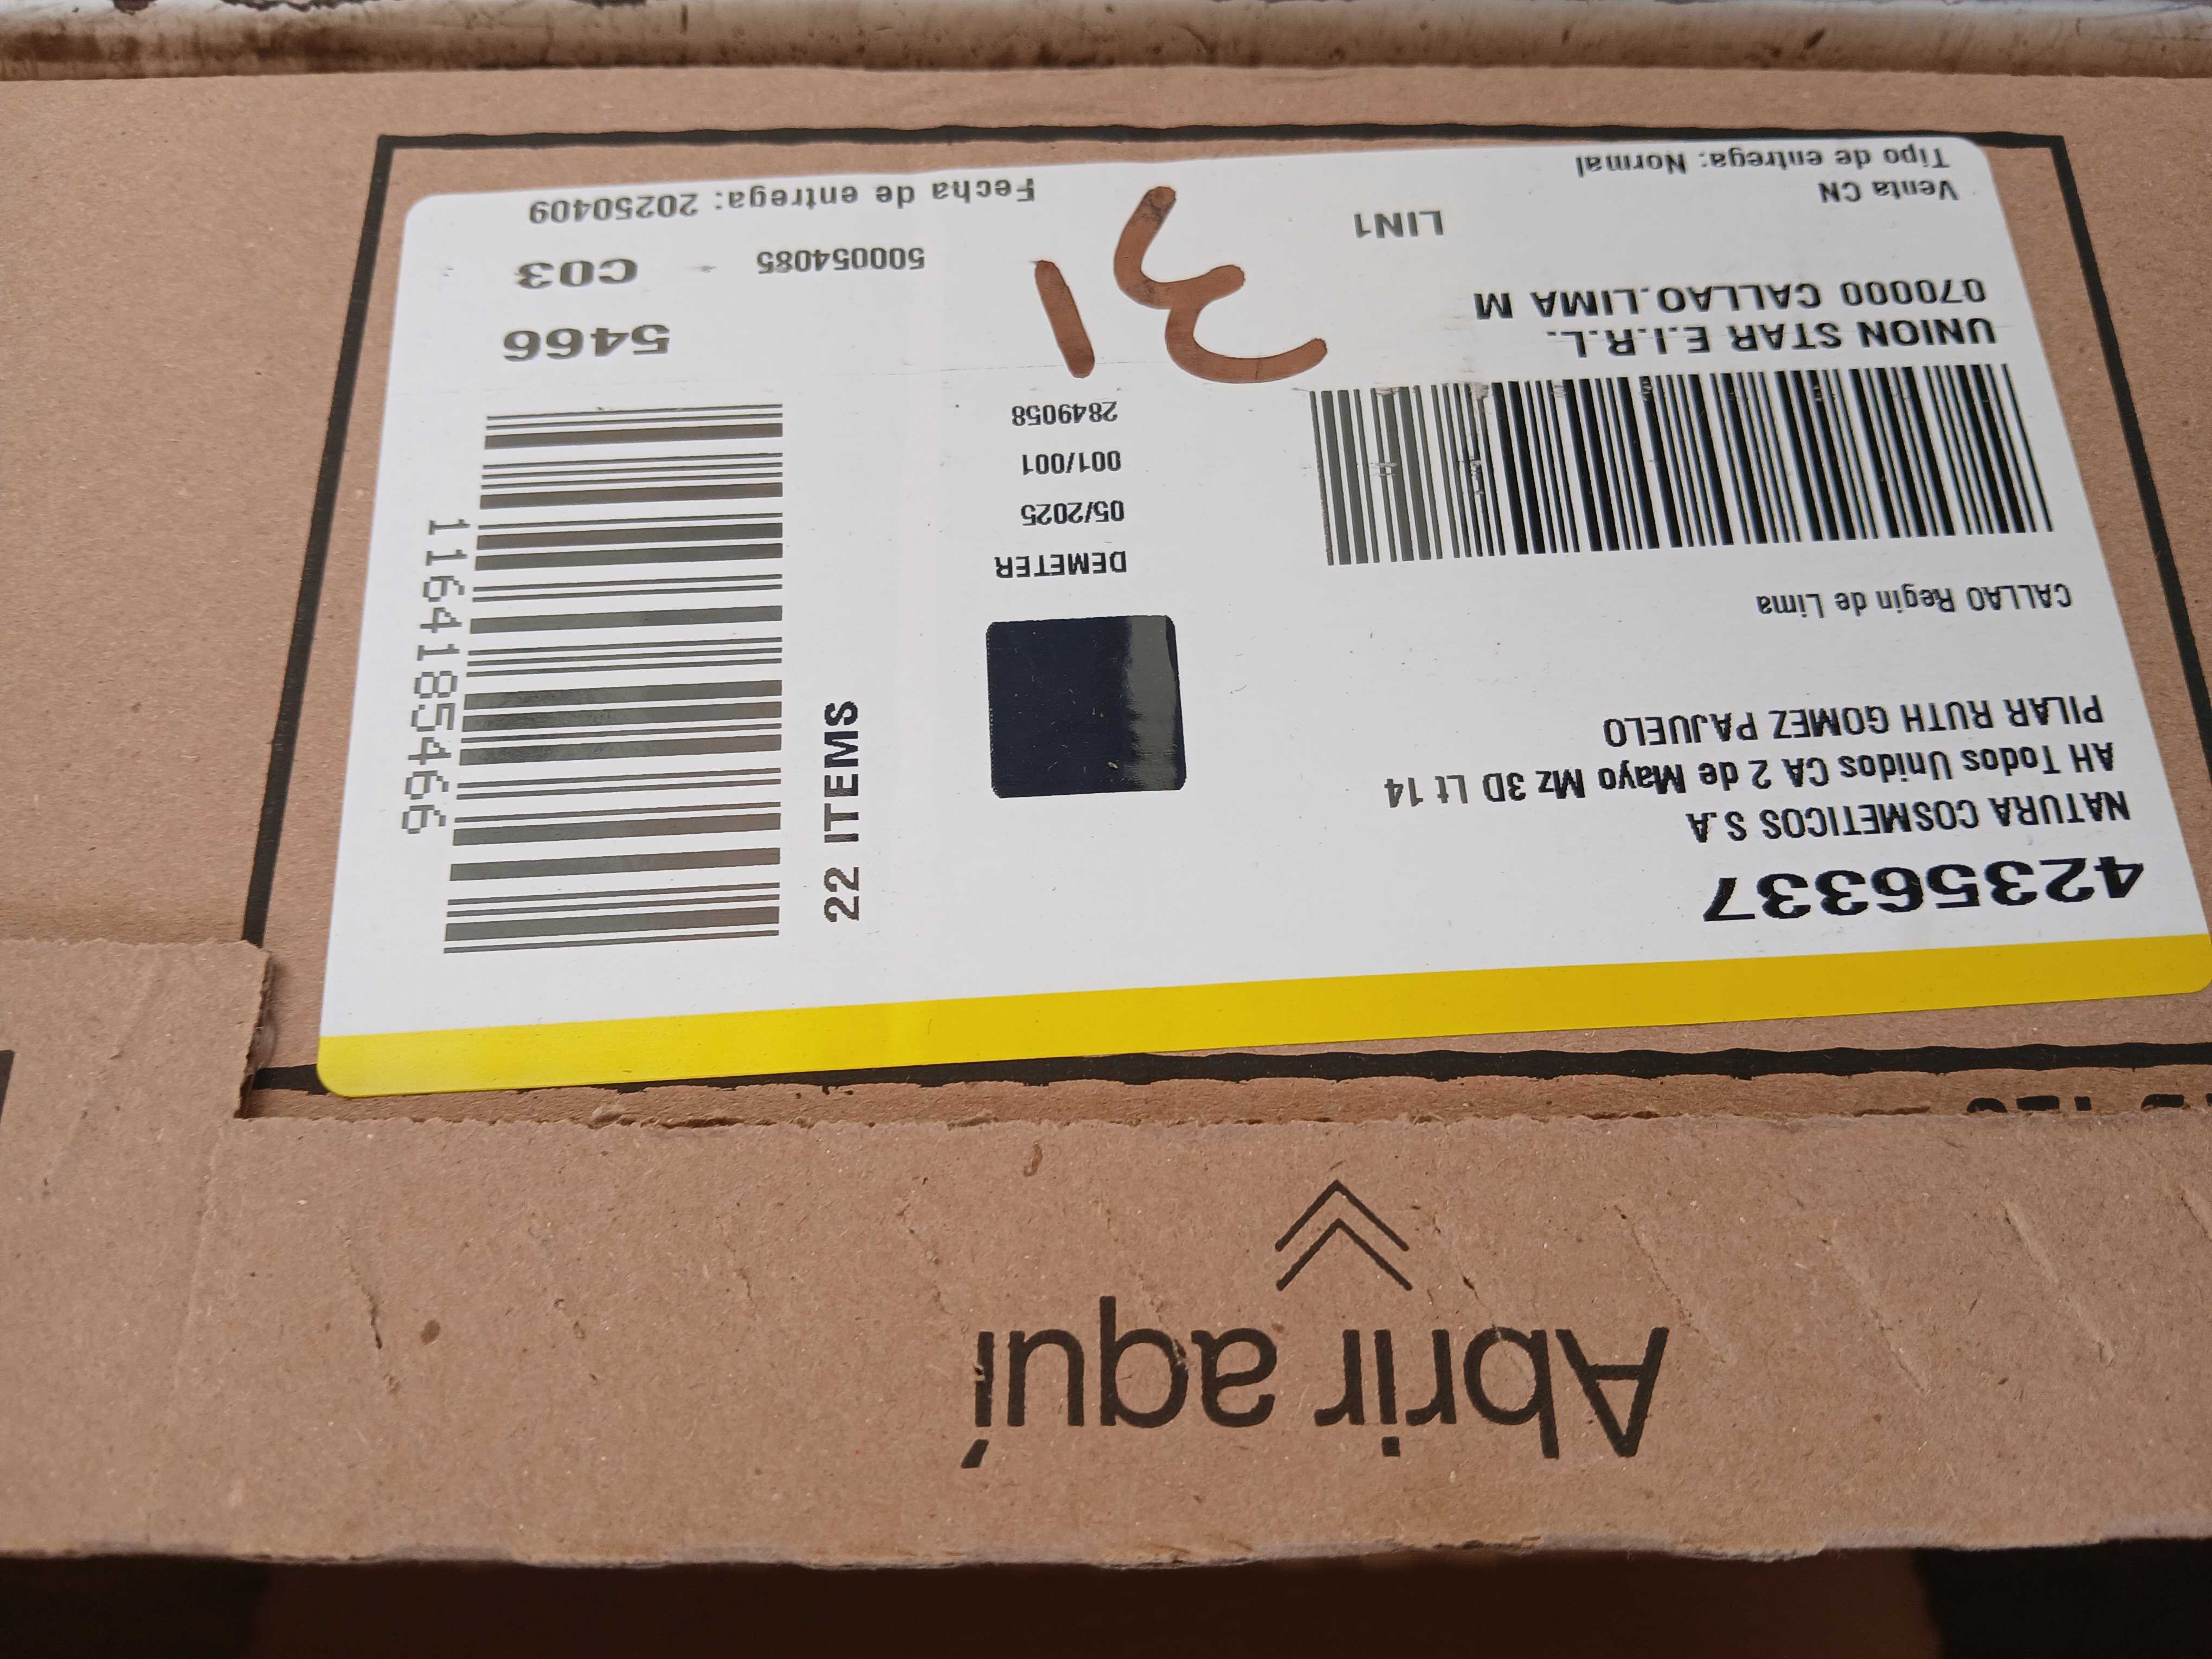 42356337
NATURA COSMETICOS S.A
AH Todos Unidos CA 2 de Mayo Mz 3D Lt 14
PILAR RUTH GOMEZ PAJUELO
CALLAO Regin de Lima
UNION STAR E.I.R.L.
070000 CALLAO.LIMA M
LIN1
Venta CN
Tipo de entrega: Normal
DEMETER
05/2025
001/001
2849058
31
22 ITEMS
1164185466
5466
500054085
C03
Fecha de entrega: 20250409
Abrir aquí